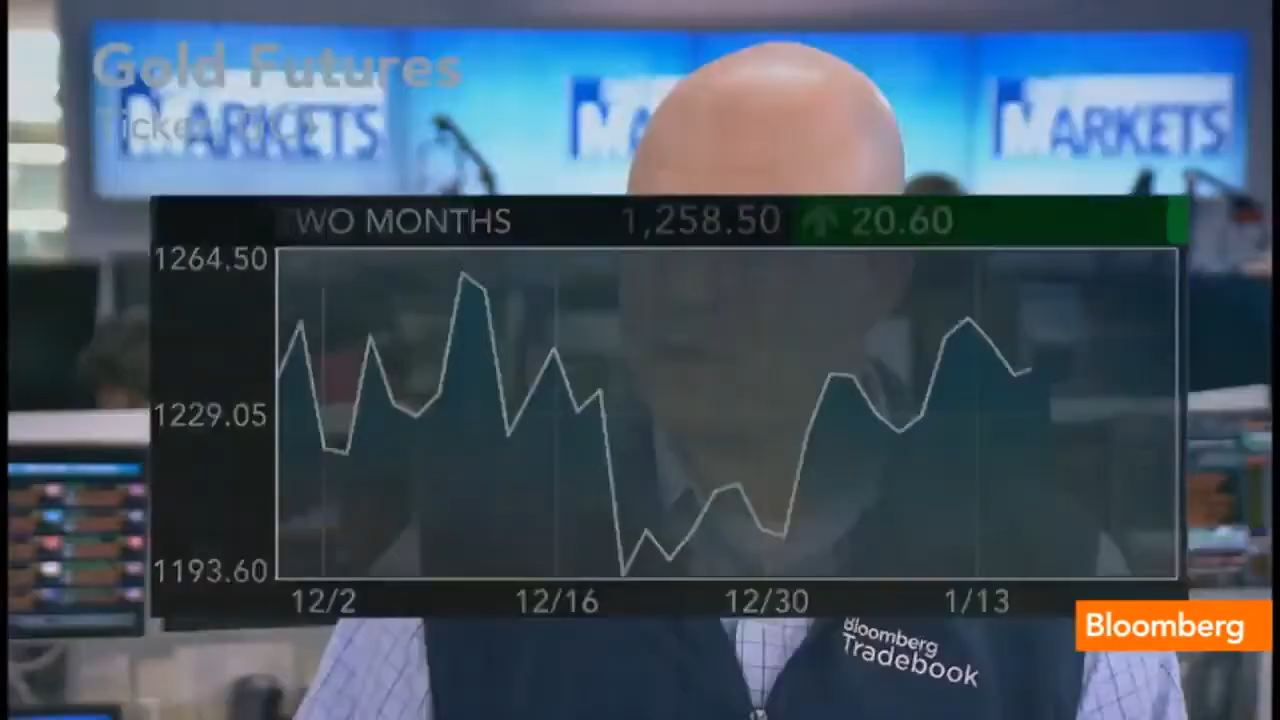 Gold Futures
MARKETS
MARKETS
WO MONTHS 1,258.50 20.60
1264.50
1229.05
1193.60
12/2 12/16 12/30 1/13
Bloomberg
Bloomberg
Tradebook